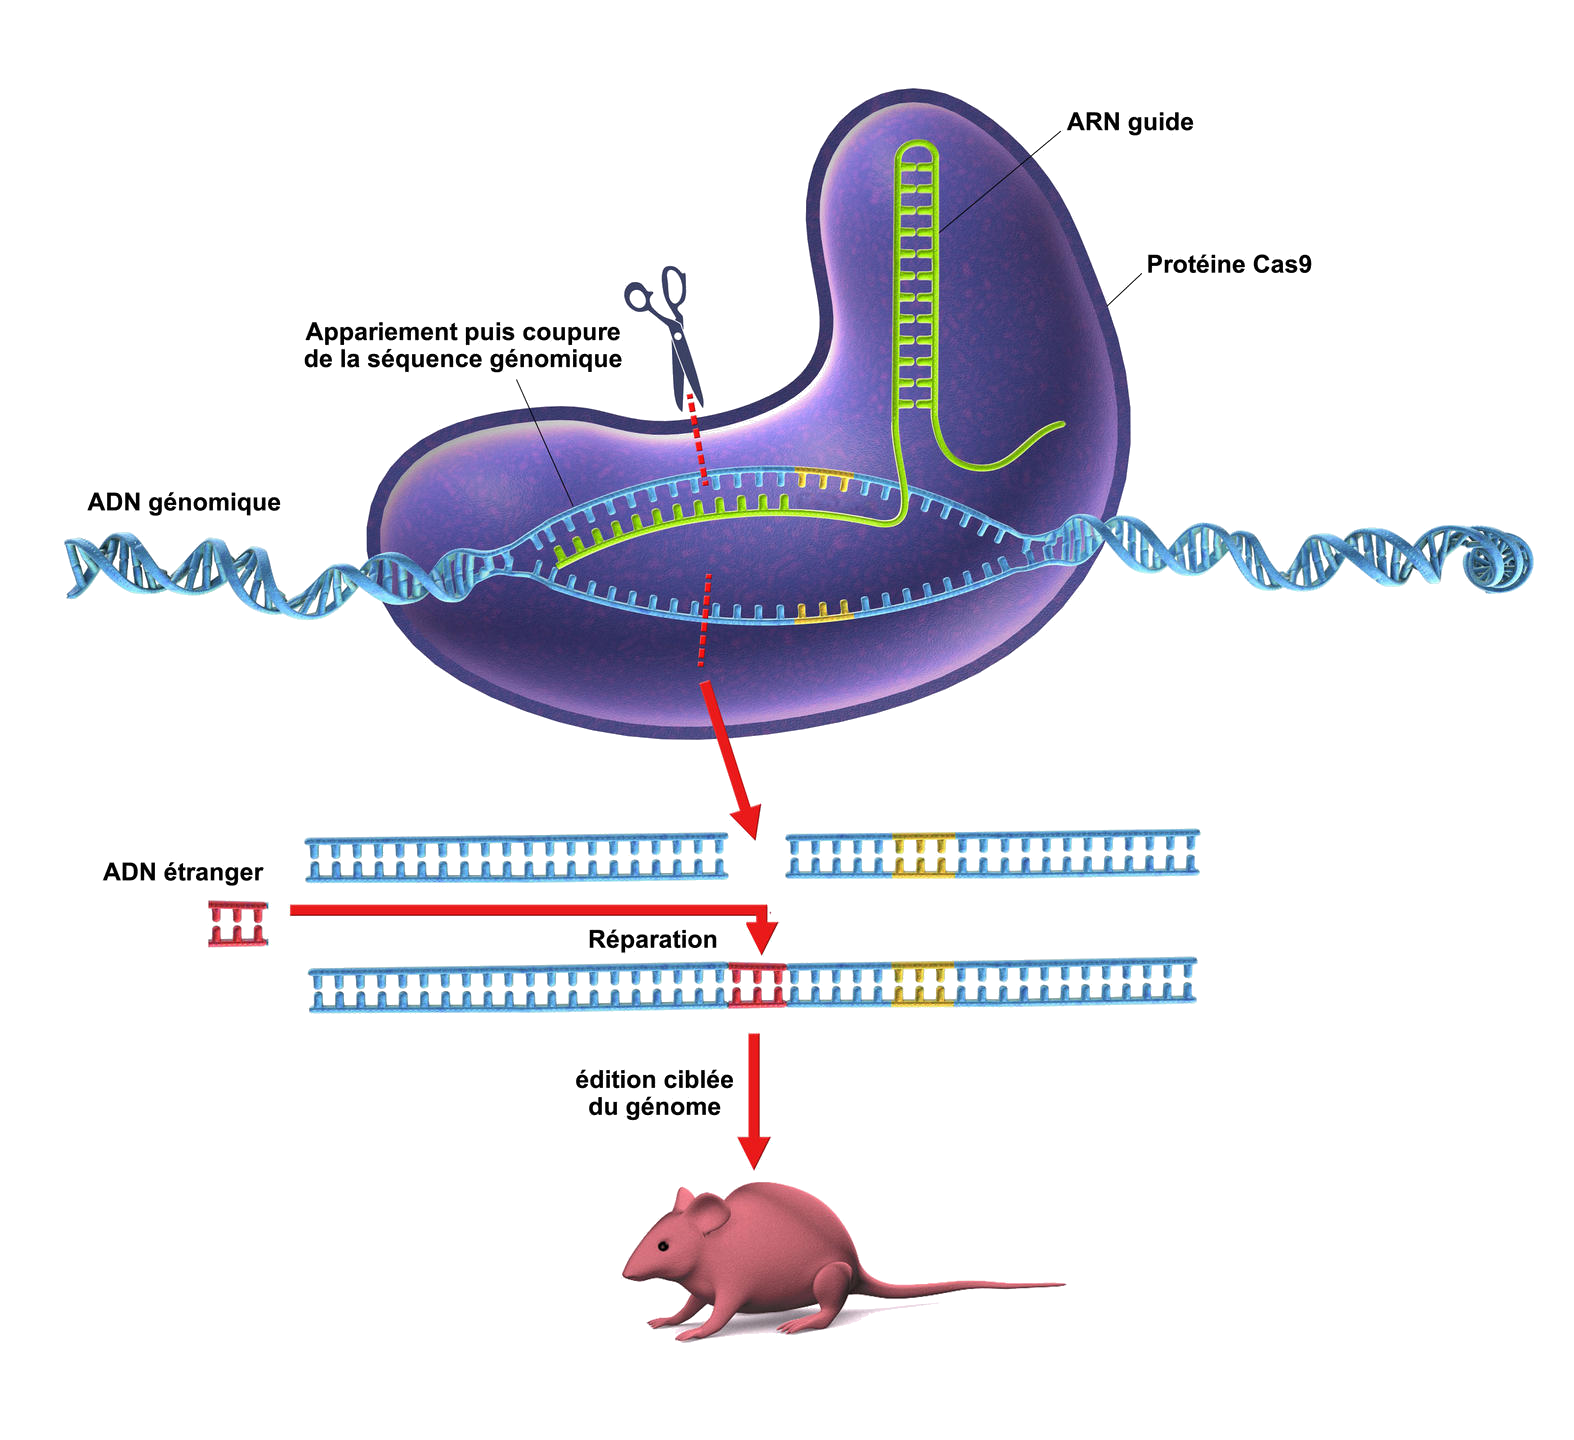 ARN guide
Protéine Cas9
Appariement puis coupure
de la séquence génomique
ADN génomique
ADN étranger
Réparation
édition ciblée
du génome